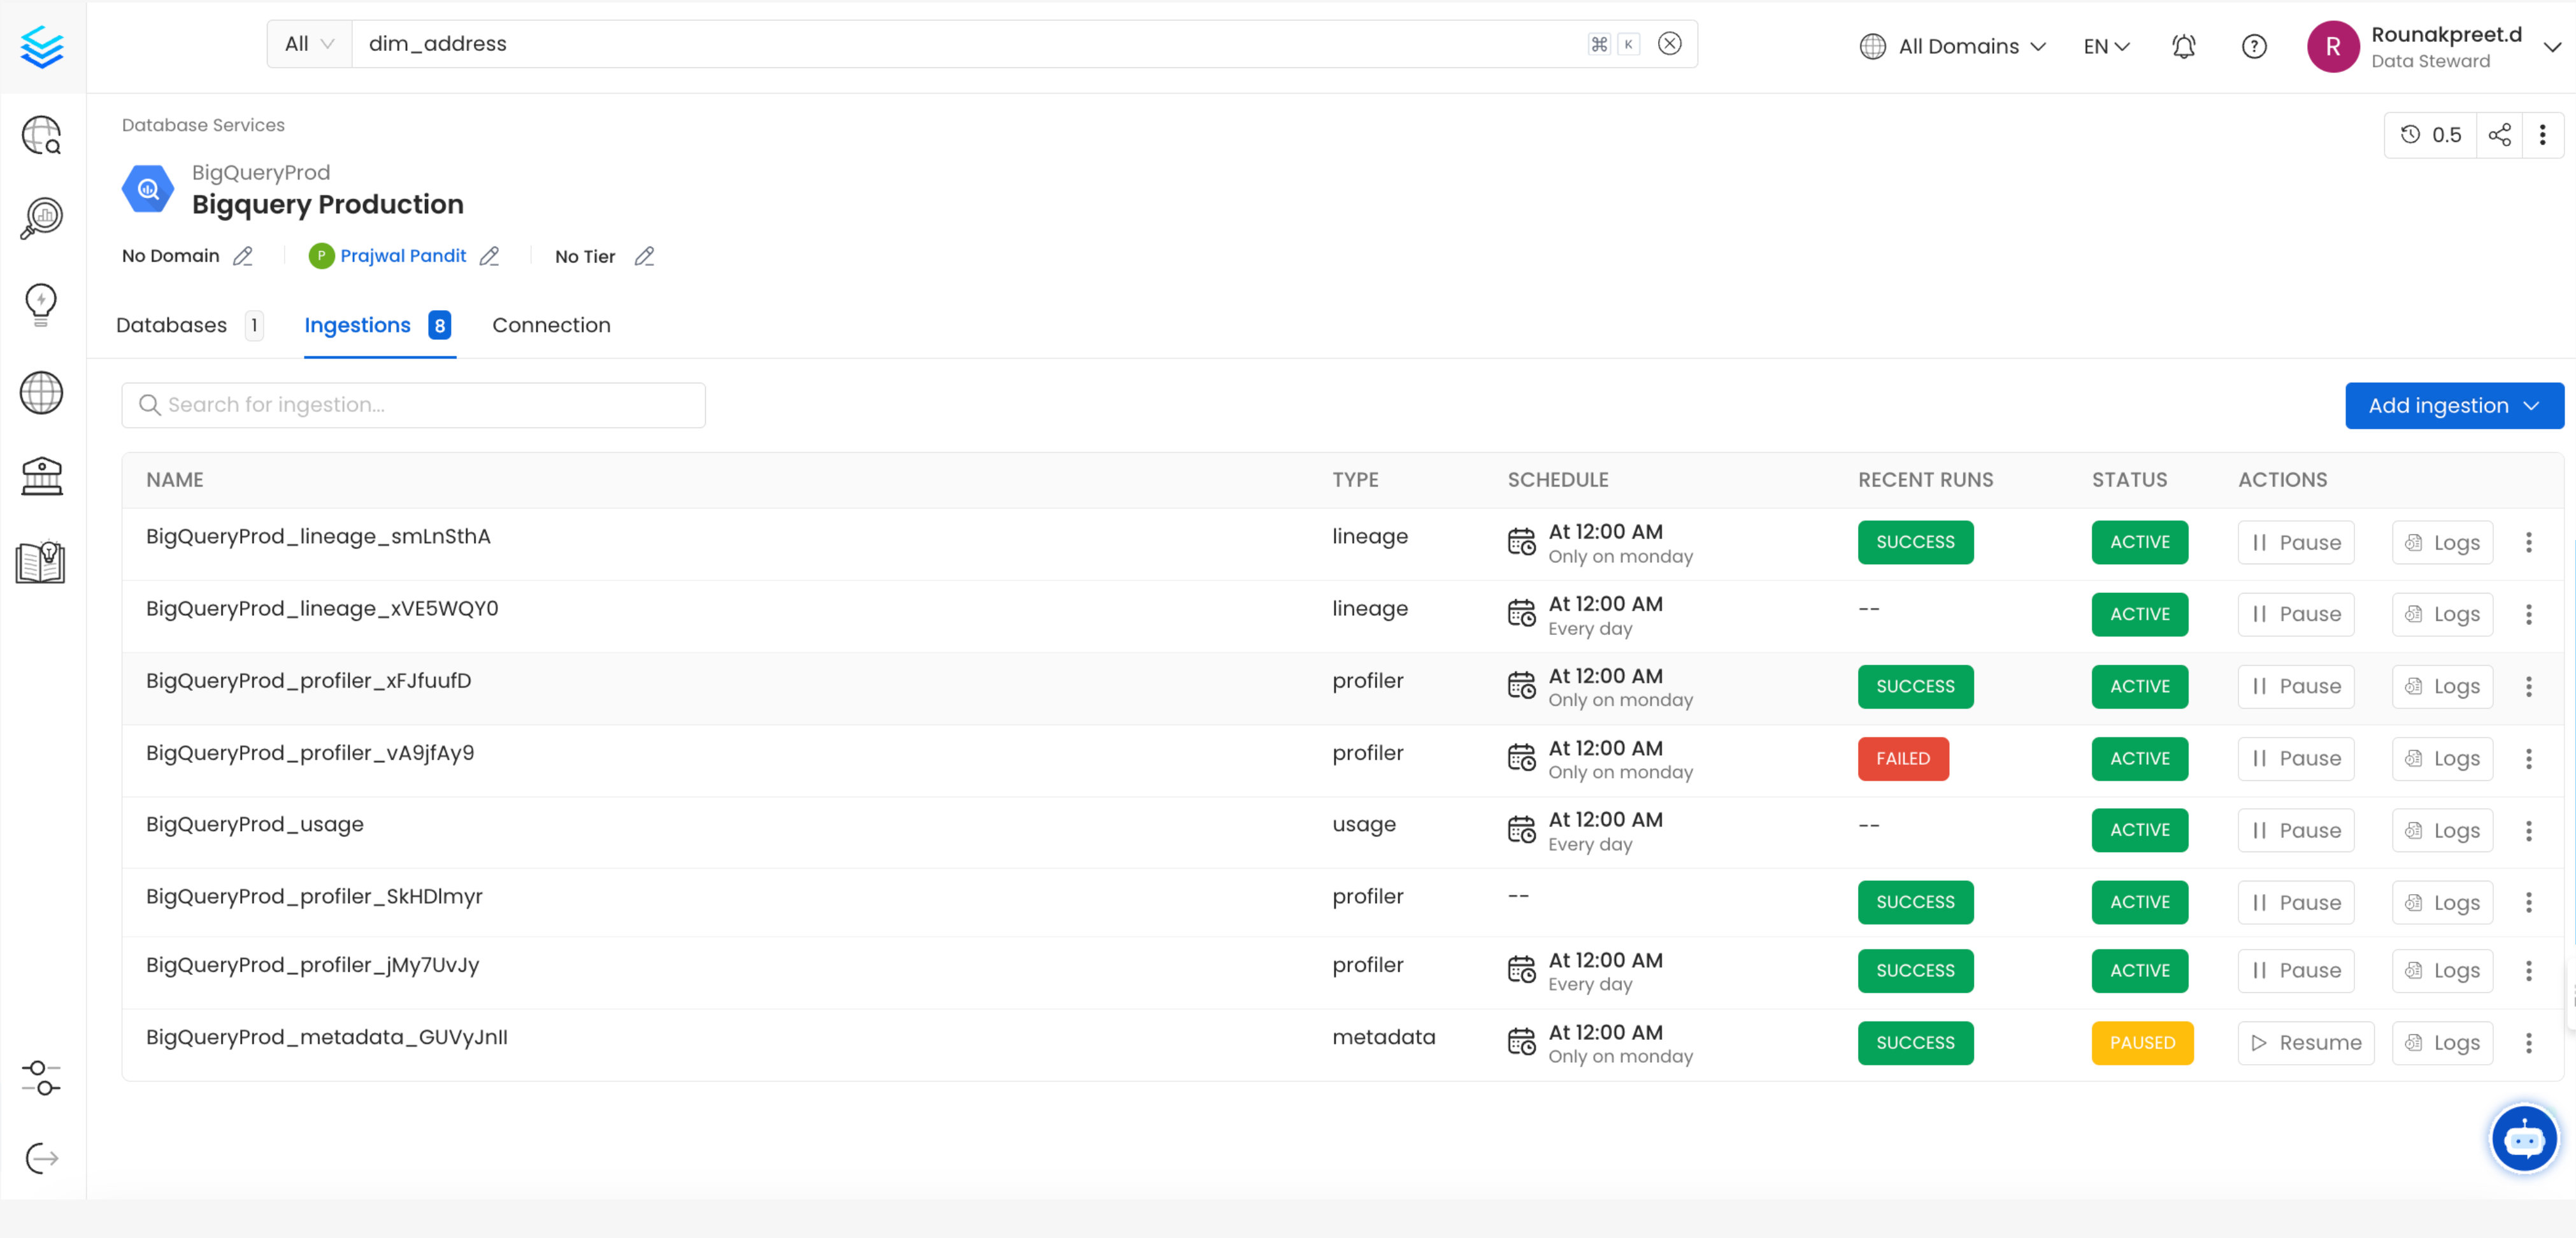 All dim_address ⌘ K All Domains EN R Rounakpreet.d
Data Steward
Database Services
0.5
BigQueryProd
Bigquery Production
No Domain P Prajwal Pandit No Tier
Databases 1 Ingestions 8 Connection
Search for ingestion...
Add ingestion
NAME TYPE SCHEDULE RECENT RUNS STATUS ACTIONS
BigQueryProd_lineage_smLnSthA lineage At 12:00 AM SUCCESS ACTIVE Pause Logs
Only on monday
BigQueryProd_lineage_xVE5WQY0 lineage At 12:00 AM -- ACTIVE Pause Logs
Every day
BigQueryProd_profiler_xFJfuufD profiler At 12:00 AM SUCCESS ACTIVE Pause Logs
Only on monday
BigQueryProd_profiler_vA9jfAy9 profiler At 12:00 AM FAILED ACTIVE Pause Logs
Only on monday
BigQueryProd_usage usage At 12:00 AM -- ACTIVE Pause Logs
Every day
BigQueryProd_profiler_SkHDlmyr profiler -- SUCCESS ACTIVE Pause Logs
BigQueryProd_profiler_jMy7UvJy profiler At 12:00 AM SUCCESS ACTIVE Pause Logs
Every day
BigQueryProd_metadata_GUVyJnII metadata At 12:00 AM SUCCESS PAUSED Resume Logs
Only on monday